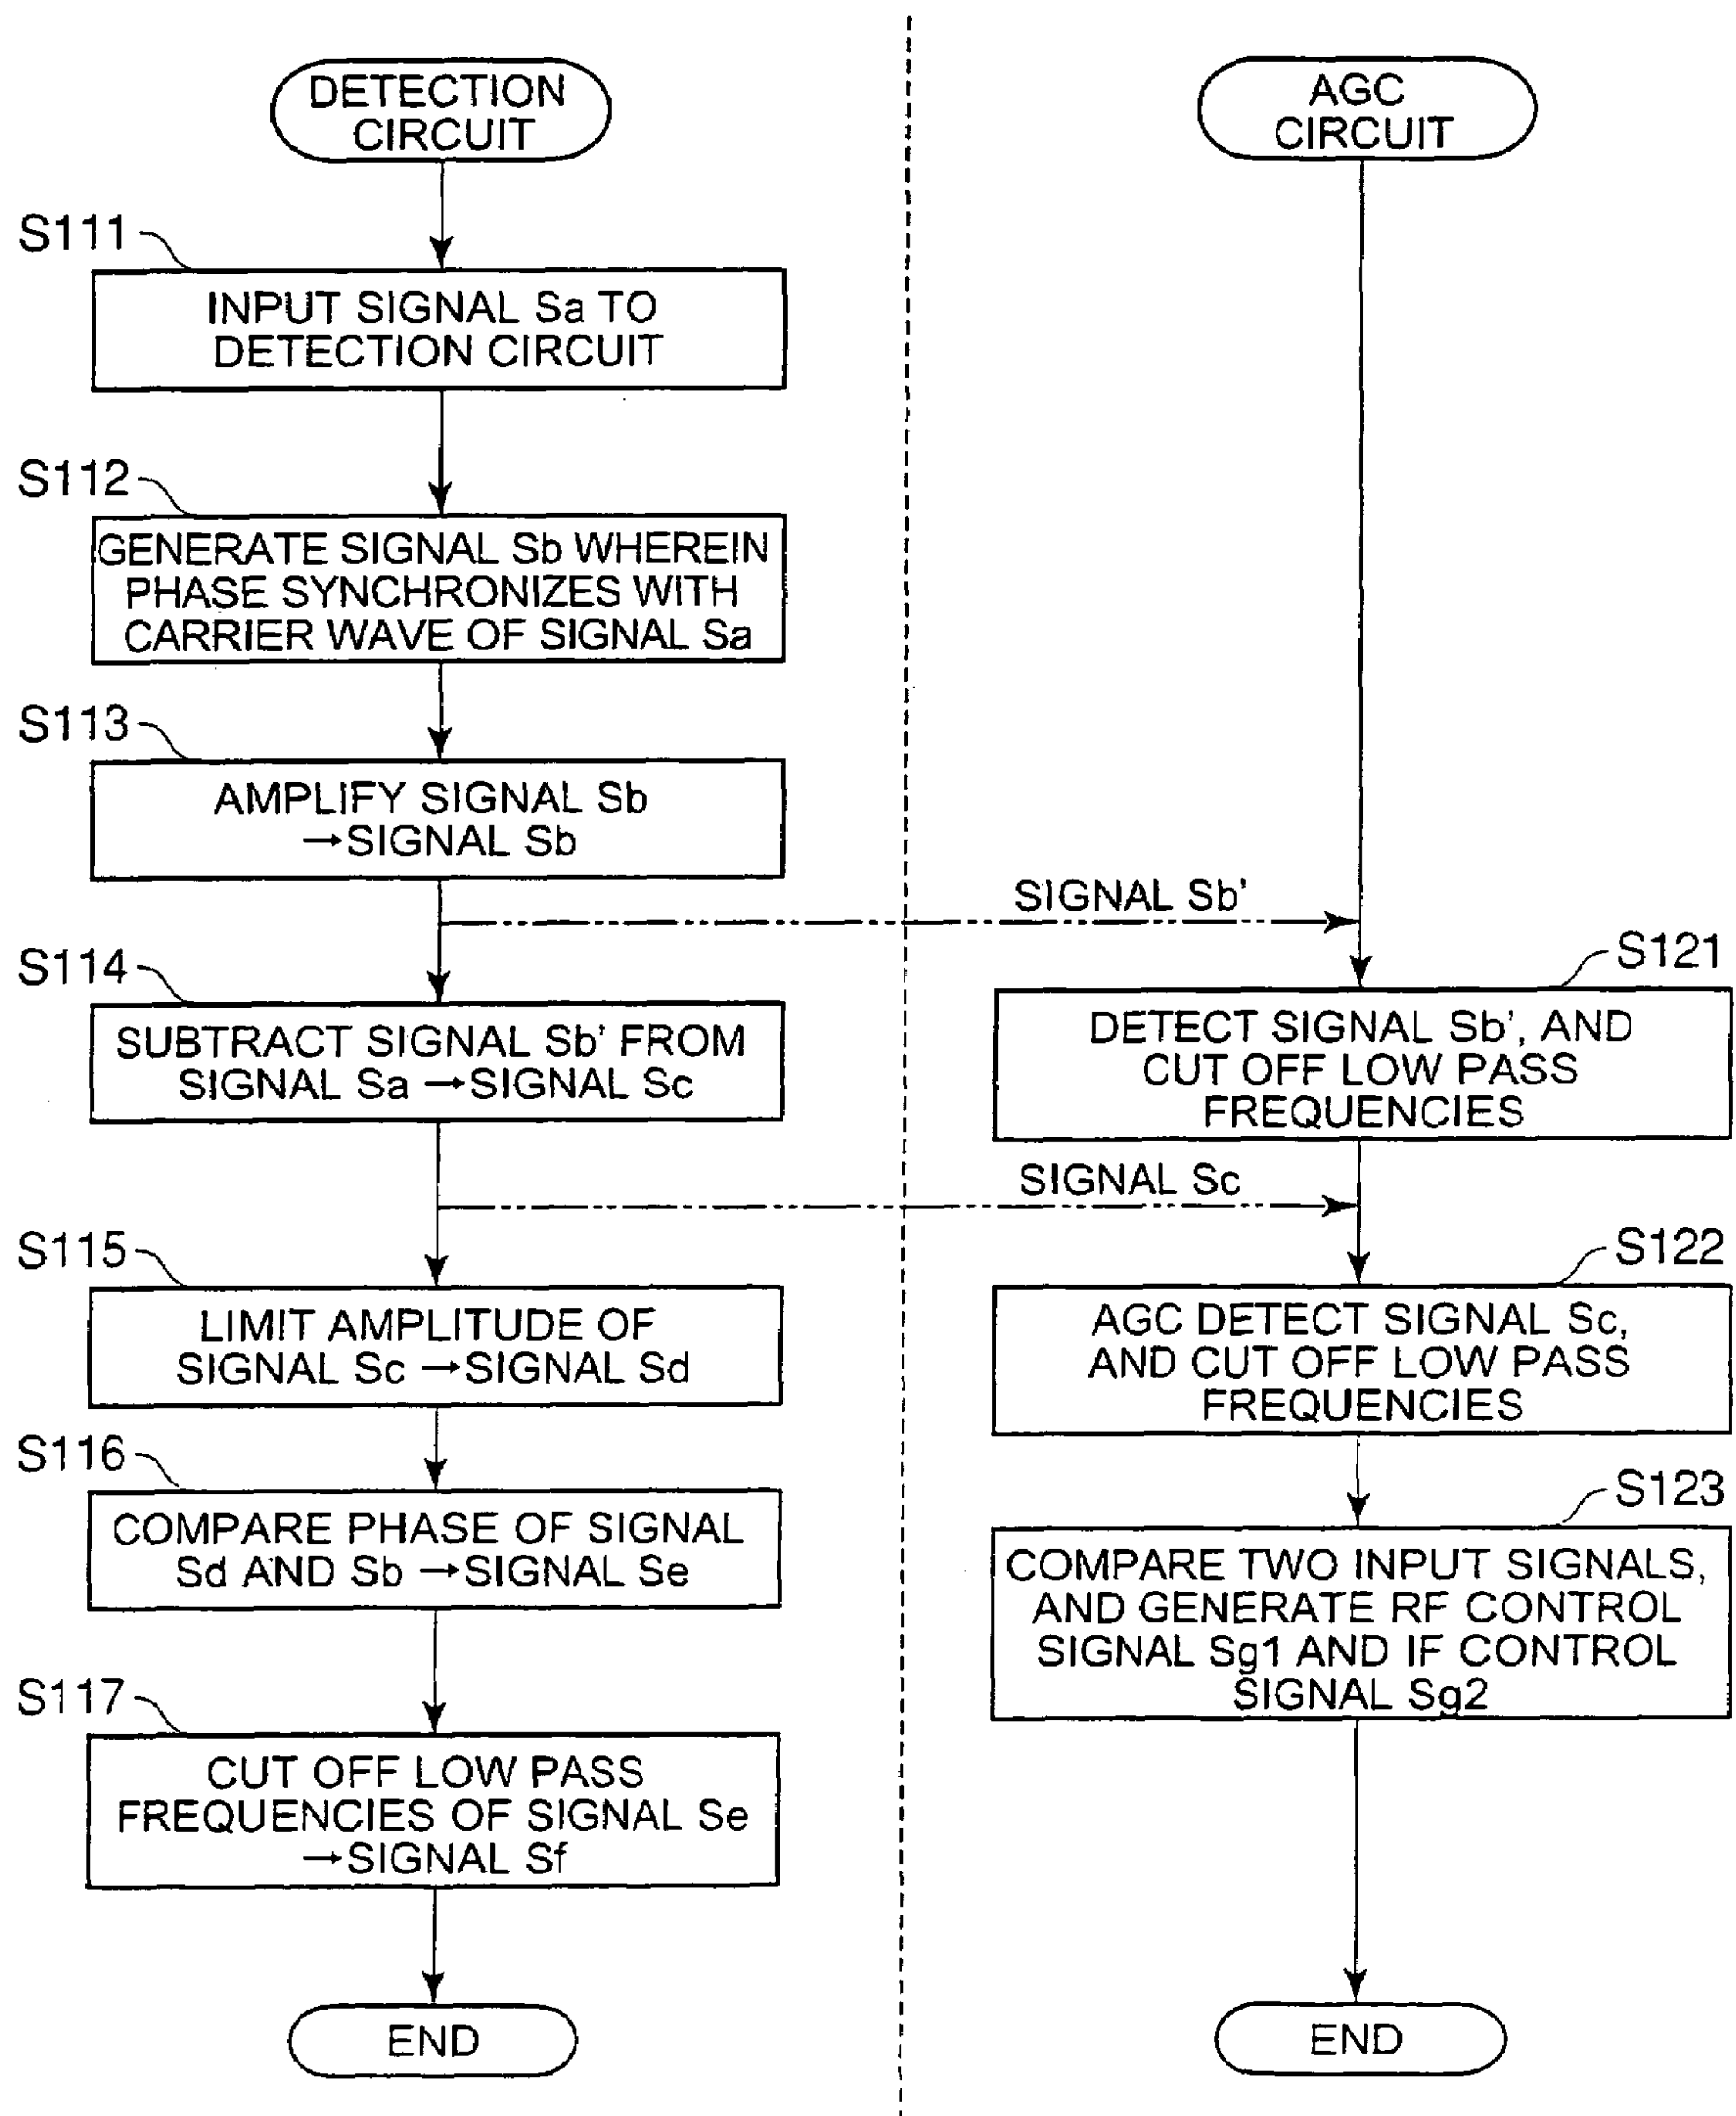 DETECTION
CIRCUIT
S111
INPUT SIGNAL Sa TO
DETECTION CIRCUIT
S112
GENERATE SIGNAL Sb WHEREIN
PHASE SYNCHRONIZES WITH
CARRIER WAVE OF SIGNAL Sa
S113
AMPLIFY SIGNAL Sb
→SIGNAL Sb
S114
SUBTRACT SIGNAL Sb' FROM
SIGNAL Sa →SIGNAL Sc
S115
LIMIT AMPLITUDE OF
SIGNAL Sc →SIGNAL Sd
S116
COMPARE PHASE OF SIGNAL
Sd AND Sb →SIGNAL Se
S117
CUT OFF LOW PASS
FREQUENCIES OF SIGNAL Se
→SIGNAL Sf
END
SIGNAL Sb'
SIGNAL Sc
AGC
CIRCUIT
S121
DETECT SIGNAL Sb', AND
CUT OFF LOW PASS
FREQUENCIES
S122
AGC DETECT SIGNAL Sc,
AND CUT OFF LOW PASS
FREQUENCIES
S123
COMPARE TWO INPUT SIGNALS,
AND GENERATE RF CONTROL
SIGNAL Sg1 AND IF CONTROL
SIGNAL Sg2
END